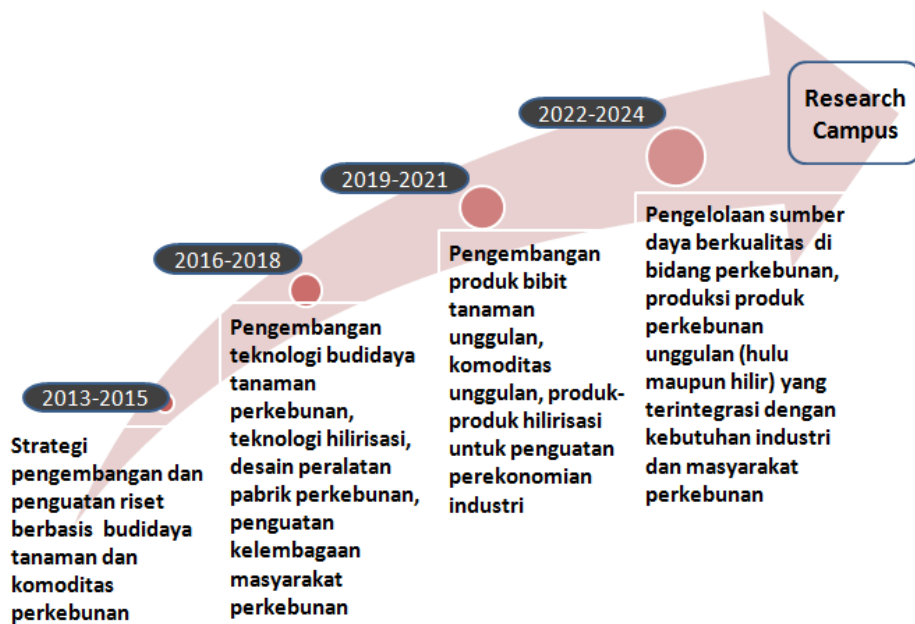 2013-2015
Strategi
pengembangan dan
penguatan riset
berbasis budidaya
tanaman dan
komoditas
perkebunan
2016-2018
Pengembangan
teknologi budidaya
tanaman
perkebunan,
teknologi hilirisasi,
desain peralatan
pabrik perkebunan,
penguatan
kelembagaan
masyarakat
perkebunan
2019-2021
Pengembangan
produk bibit
tanaman
unggulan,
komoditas
unggulan, produk-
produk hilirisasi
untuk penguatan
perekonomian
industri
2022-2024
Pengelolaan sumber
daya berkualitas di
bidang perkebunan,
produksi produk
perkebunan
unggulan (hulu
maupun hilir) yang
terintegrasi dengan
kebutuhan industri
dan masyarakat
perkebunan
Research
Campus